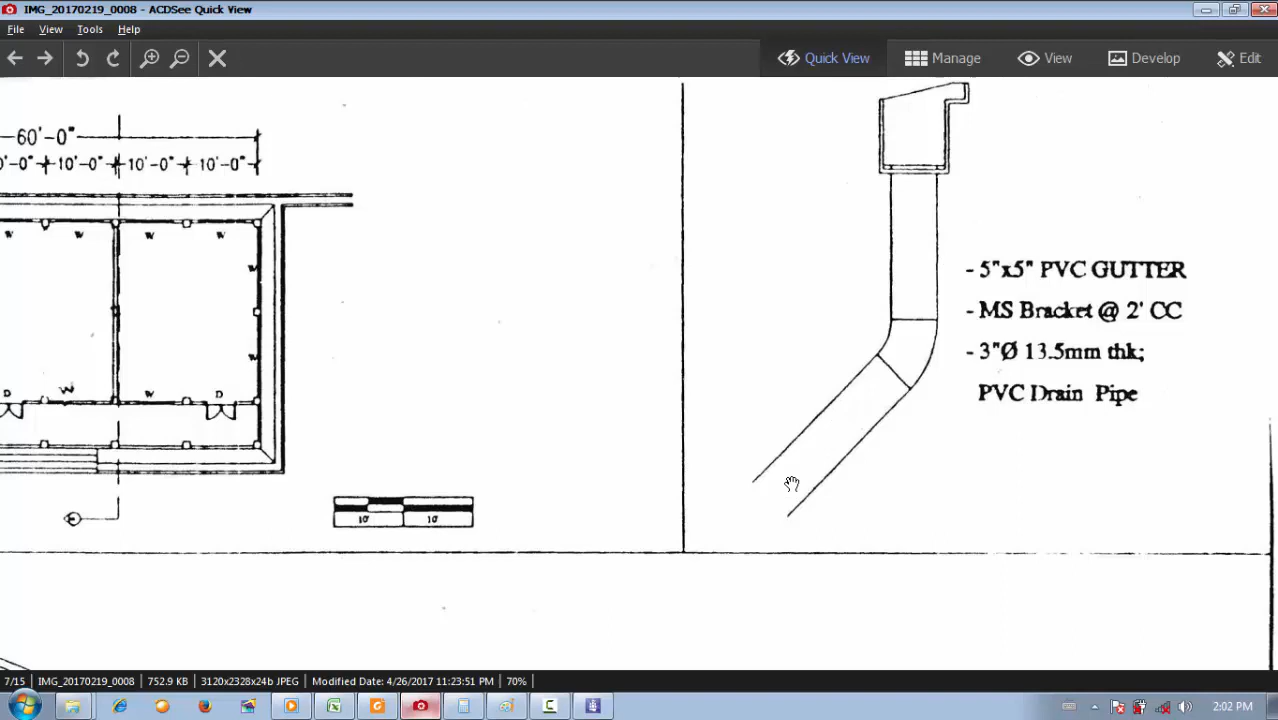 IMG_20170219_0008 - ACDSee Quick View
File View Tools Help
Quick View Manage View Develop Edit
60'-0"
0'-0" 10'-0" 10'-0" 10'-0"
W W W W
W
W
D W W D
10' 10'
- 5"x5" PVC GUTTER
- MS Bracket @ 2' CC
- 3"Ø 13.5mm thk;
PVC Drain Pipe
7/15 IMG_20170219_0008 752.9 KB 3120x2328x24b JPEG Modified Date: 4/26/2017 11:23:51 PM 70%
2:02 PM